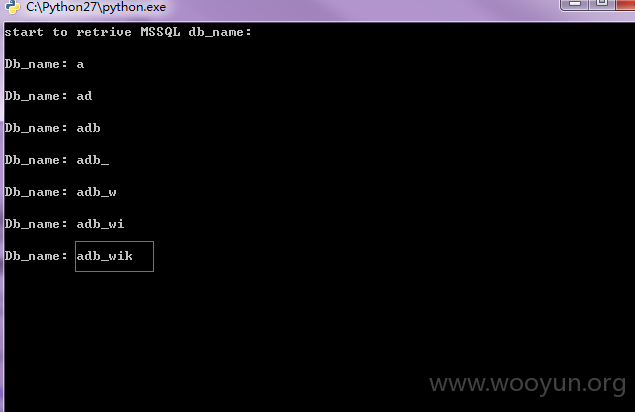 C:\Python27\python.exe
start to retrive MSSQL db_name:
Db_name: a
Db_name: ad
Db_name: adb
Db_name: adb_
Db_name: adb_w
Db_name: adb_wi
Db_name: adb_wik
www.wooyun.org